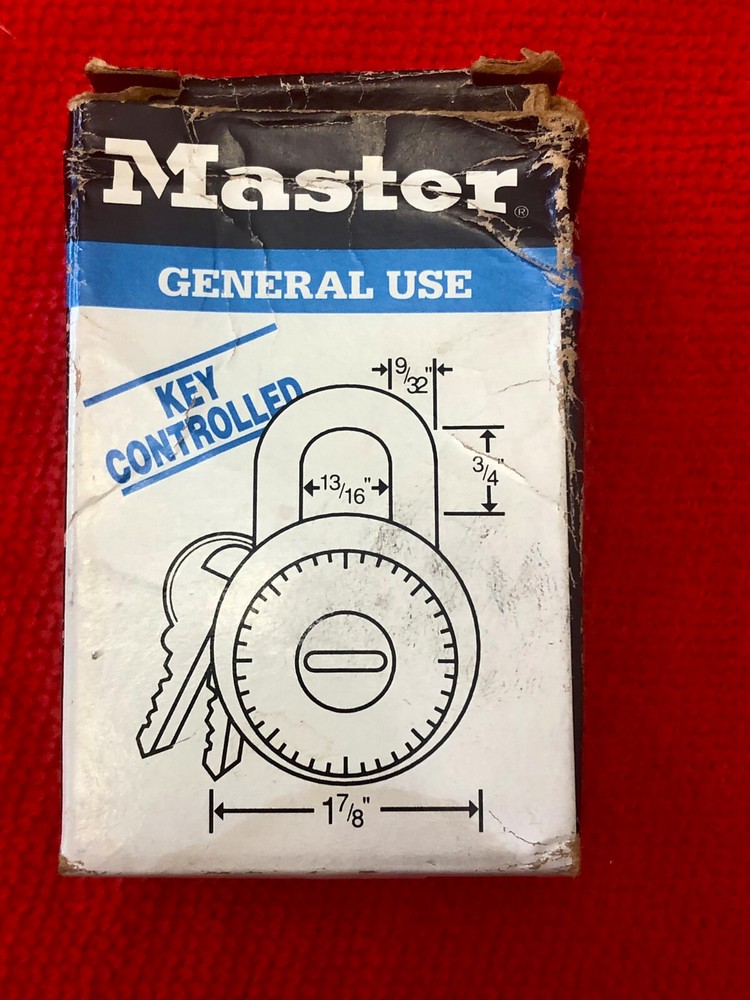 Master®
GENERAL USE
KEY
CONTROLLED
9/32"
3/4"
13/16"
1 7/8"